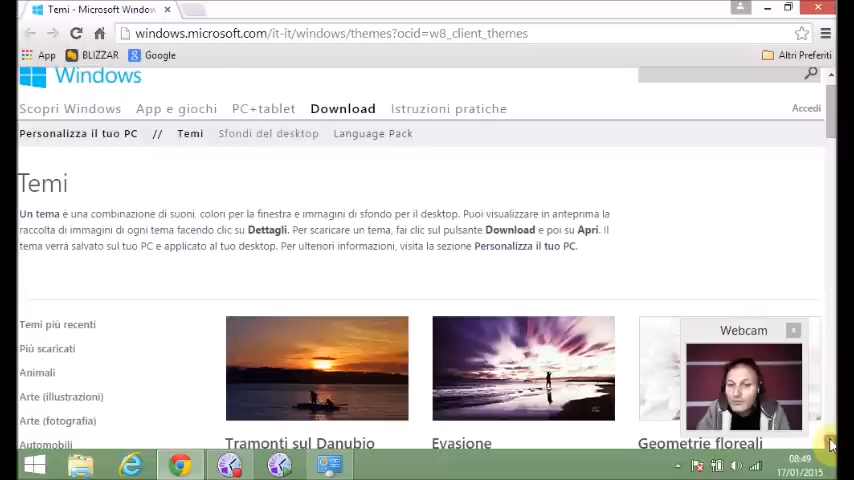 Temi - Microsoft Window
windows.microsoft.com/it-it/windows/themes?ocid=w8_client_themes
App BLIZZAR Google Altri Preferiti
Windows
Scopri Windows App e giochi PC+tablet Download Istruzioni pratiche Accedi
Personalizza il tuo PC // Temi Sfondi del desktop Language Pack
Temi
Un tema e una combinazione di suoni, colori per la finestra e immagini di sfondo per il desktop. Puoi visualizzare in anteprima la
raccolta di immagini di ogni tema facendo clic su Dettagli. Per scaricare un tema, fai clic sul pulsante Download e poi su Apri. Il
tema verrà salvato sul tuo PC e applicato al tuo desktop. Per ulteriori informazioni, visita la sezione Personalizza il tuo PC.
Temi più recenti
Più scaricati
Animali
Arte (illustrazioni)
Arte (fotografia)
Automobili
Tramonti sul Danubio Evasione Geometrie floreali
Webcam
08:49
17/01/2015